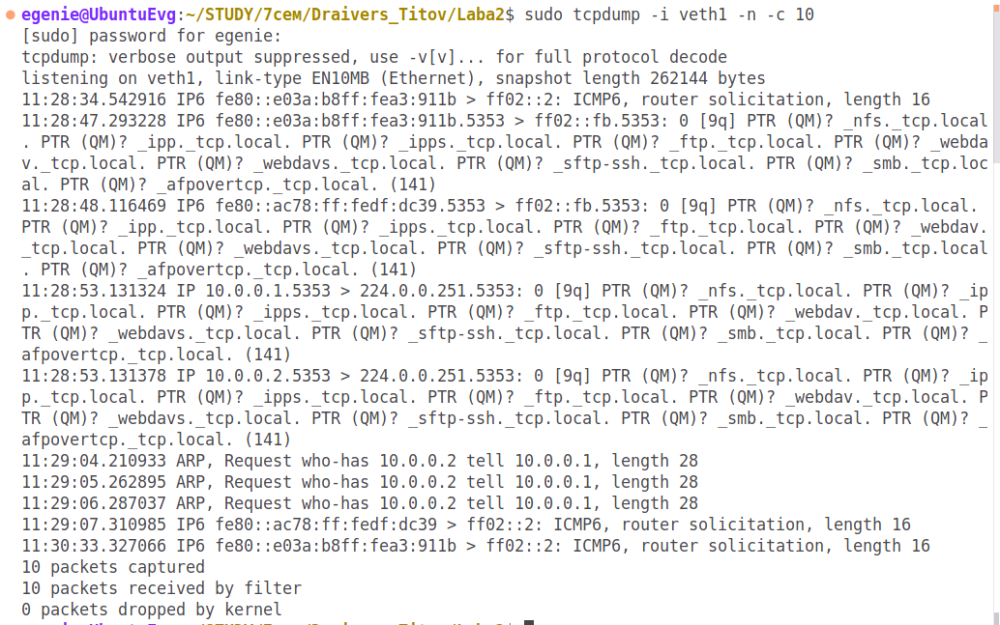 egenie@UbuntuEvg:~/STUDY/7cem/Draivers_Titov/Laba2$ sudo tcpdump -i veth1 -n -c 10
[sudo] password for egenie:
tcpdump: verbose output suppressed, use -v[v]... for full protocol decode
listening on veth1, link-type EN10MB (Ethernet), snapshot length 262144 bytes
11:28:34.542916 IP6 fe80::e03a:b8ff:fea3:911b > ff02::2: ICMP6, router solicitation, length 16
11:28:47.293228 IP6 fe80::e03a:b8ff:fea3:911b.5353 > ff02::fb.5353: 0 [9q] PTR (QM)? _nfs._tcp.local
. PTR (QM)? _ipp._tcp.local. PTR (QM)? _ipps._tcp.local. PTR (QM)? _ftp._tcp.local. PTR (QM)? _webda
v._tcp.local. PTR (QM)? _webdavs._tcp.local. PTR (QM)? _sftp-ssh._tcp.local. PTR (QM)? _smb._tcp.loc
al. PTR (QM)? _afpovertcp._tcp.local. (141)
11:28:48.116469 IP6 fe80::ac78:ff:fedf:dc39.5353 > ff02::fb.5353: 0 [9q] PTR (QM)? _nfs._tcp.local.
PTR (QM)? _ipp._tcp.local. PTR (QM)? _ipps._tcp.local. PTR (QM)? _ftp._tcp.local. PTR (QM)? _webdav.
_tcp.local. PTR (QM)? _webdavs._tcp.local. PTR (QM)? _sftp-ssh._tcp.local. PTR (QM)? _smb._tcp.local
. PTR (QM)? _afpovertcp._tcp.local. (141)
11:28:53.131324 IP 10.0.0.1.5353 > 224.0.0.251.5353: 0 [9q] PTR (QM)? _nfs._tcp.local. PTR (QM)? _ip
p._tcp.local. PTR (QM)? _ipps._tcp.local. PTR (QM)? _ftp._tcp.local. PTR (QM)? _webdav._tcp.local. P
TR (QM)? _webdavs._tcp.local. PTR (QM)? _sftp-ssh._tcp.local. PTR (QM)? _smb._tcp.local. PTR (QM)? _
afpovertcp._tcp.local. (141)
11:28:53.131378 IP 10.0.0.2.5353 > 224.0.0.251.5353: 0 [9q] PTR (QM)? _nfs._tcp.local. PTR (QM)? _ip
p._tcp.local. PTR (QM)? _ipps._tcp.local. PTR (QM)? _ftp._tcp.local. PTR (QM)? _webdav._tcp.local. P
TR (QM)? _webdavs._tcp.local. PTR (QM)? _sftp-ssh._tcp.local. PTR (QM)? _smb._tcp.local. PTR (QM)? _
afpovertcp._tcp.local. (141)
11:29:04.210933 ARP, Request who-has 10.0.0.2 tell 10.0.0.1, length 28
11:29:05.262895 ARP, Request who-has 10.0.0.2 tell 10.0.0.1, length 28
11:29:06.287037 ARP, Request who-has 10.0.0.2 tell 10.0.0.1, length 28
11:29:07.310985 IP6 fe80::ac78:ff:fedf:dc39 > ff02::2: ICMP6, router solicitation, length 16
11:30:33.327066 IP6 fe80::e03a:b8ff:fea3:911b > ff02::2: ICMP6, router solicitation, length 16
10 packets captured
10 packets received by filter
0 packets dropped by kernel